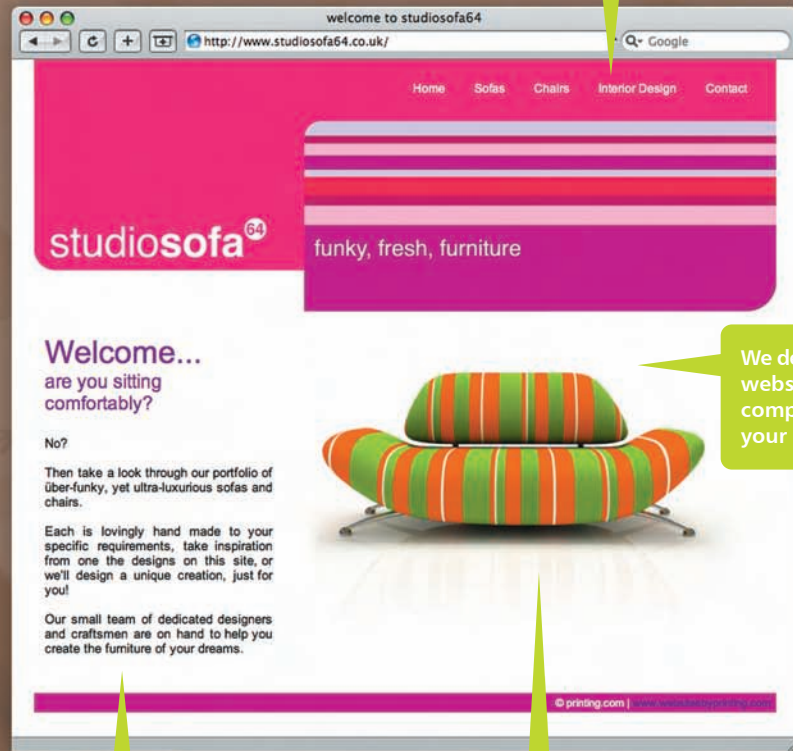 welcome to studiosofa64
http://www.studiosofa64.co.uk/
Google
Home Sofas Chairs Interior Design Contact
studiosofa64
funky, fresh, furniture
Welcome...
are you sitting
comfortably?
No?
Then take a look through our portfolio of
über-funky, yet ultra-luxurious sofas and
chairs.
Each is lovingly hand made to your
specific requirements, take inspiration
from one the designs on this site, or
we'll design a unique creation, just for
you!
Our small team of dedicated designers
and craftsmen are on hand to help you
create the furniture of your dreams.
We
your
© printing.com | www.websitesbyprinting.com